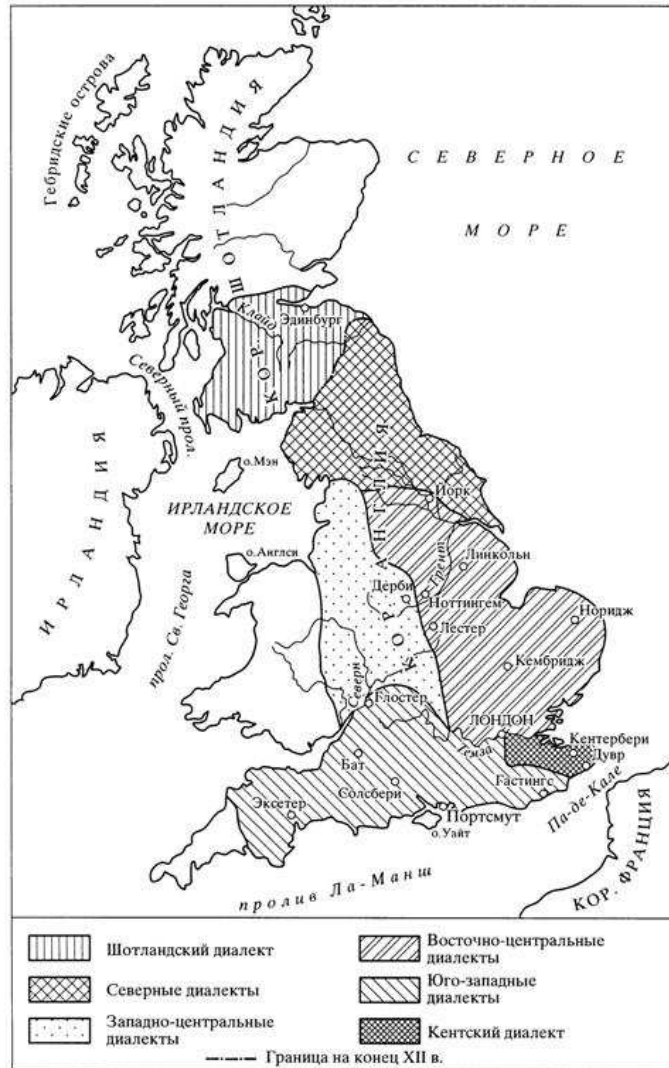 Гебридские острова
СЕВЕРНОЕ
МОРЕ
КОР. ШОТЛАНДИЯ
Клайд
Эдинбург
Северный прол.
ИРЛАНДИЯ
о.Мэн
ИРЛАНДСКОЕ
МОРЕ
о.Англси
прол. Св. Георга
КОР. АНГЛИЯ
Йорк
Линкольн
Трент
Дерби
Ноттингем
Лестер
Норидж
Кембридж
Северн
Глостер
ЛОНДОН
Темза
Кентербери
Дувр
Бат
Солсбери
Гастингс
Эксетер
Портсмут
о.Уайт
Па-де-Кале
пролив Ла-Манш
КОР. ФРАНЦИЯ
Шотландский диалект
Северные диалекты
Западно-центральные
диалекты
Восточно-центральные
диалекты
Юго-западные
диалекты
Кентский диалект
Граница на конец XII в.